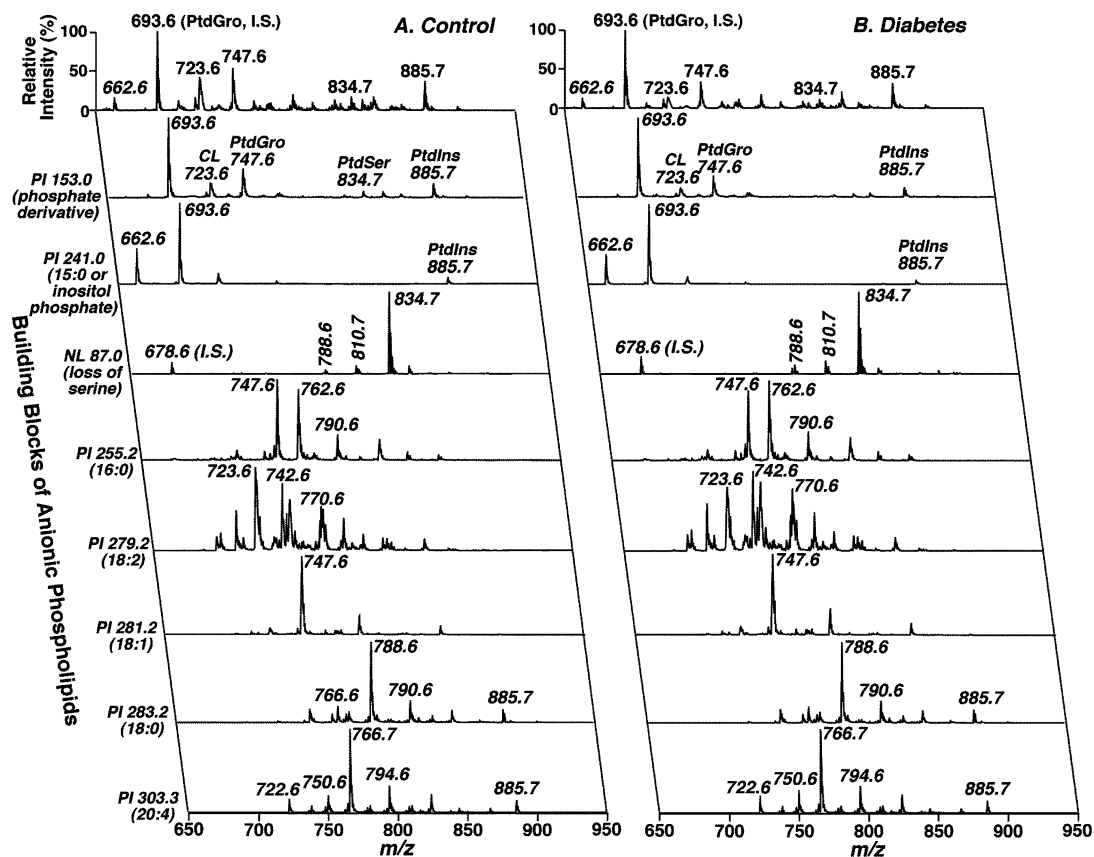 693.6 (PtdGro, I.S.)
A. Control
100
50
0
Relative
Intensity (%)
662.6
723.6
747.6
834.7
885.7
PI 153.0
(phosphate
derivative)
693.6
CL
723.6
PtdGro
747.6
PtdSer
834.7
PtdIns
885.7
PI 241.0
(15:0 or
inositol
phosphate)
662.6
693.6
PtdIns
885.7
NL 87.0
(loss of
serine)
678.6 (I.S.)
788.6
810.7
834.7
PI 255.2
(16:0)
747.6
762.6
790.6
PI 279.2
(18:2)
723.6
742.6
770.6
PI 281.2
(18:1)
747.6
PI 283.2
(18:0)
766.6
788.6
790.6
885.7
PI 303.3
(20:4)
722.6
750.6
766.7
794.6
885.7
650
700
750
800
850
900
950
m/z
Building Blocks of Anionic Phospholipids
693.6 (PtdGro, I.S.)
B. Diabetes
100
50
0
662.6
723.6
747.6
834.7
885.7
693.6
CL
723.6
PtdGro
747.6
PtdIns
885.7
662.6
693.6
PtdIns
885.7
678.6 (I.S.)
788.6
810.7
834.7
747.6
762.6
790.6
723.6
742.6
770.6
747.6
788.6
790.6
885.7
722.6
750.6
766.7
794.6
885.7
650
700
750
800
850
900
950
m/z